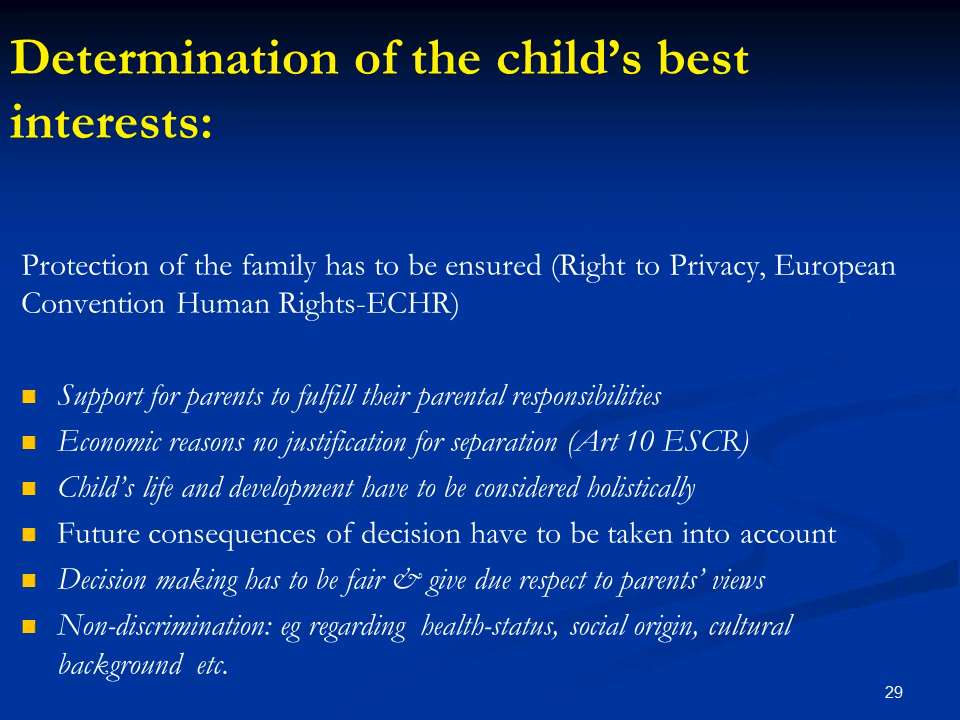 Determination of the child’s best
interests:
Protection of the family has to be ensured (Right to Privacy, European
Convention Human Rights-ECHR)
Support for parents to fulfill their parental responsibilities
Economic reasons no justification for separation (Art 10 ESCR)
Child’s life and development have to be considered holistically
Future consequences of decision have to be taken into account
Decision making has to be fair & give due respect to parents’ views
Non-discrimination: eg regarding health-status, social origin, cultural
background etc.
29